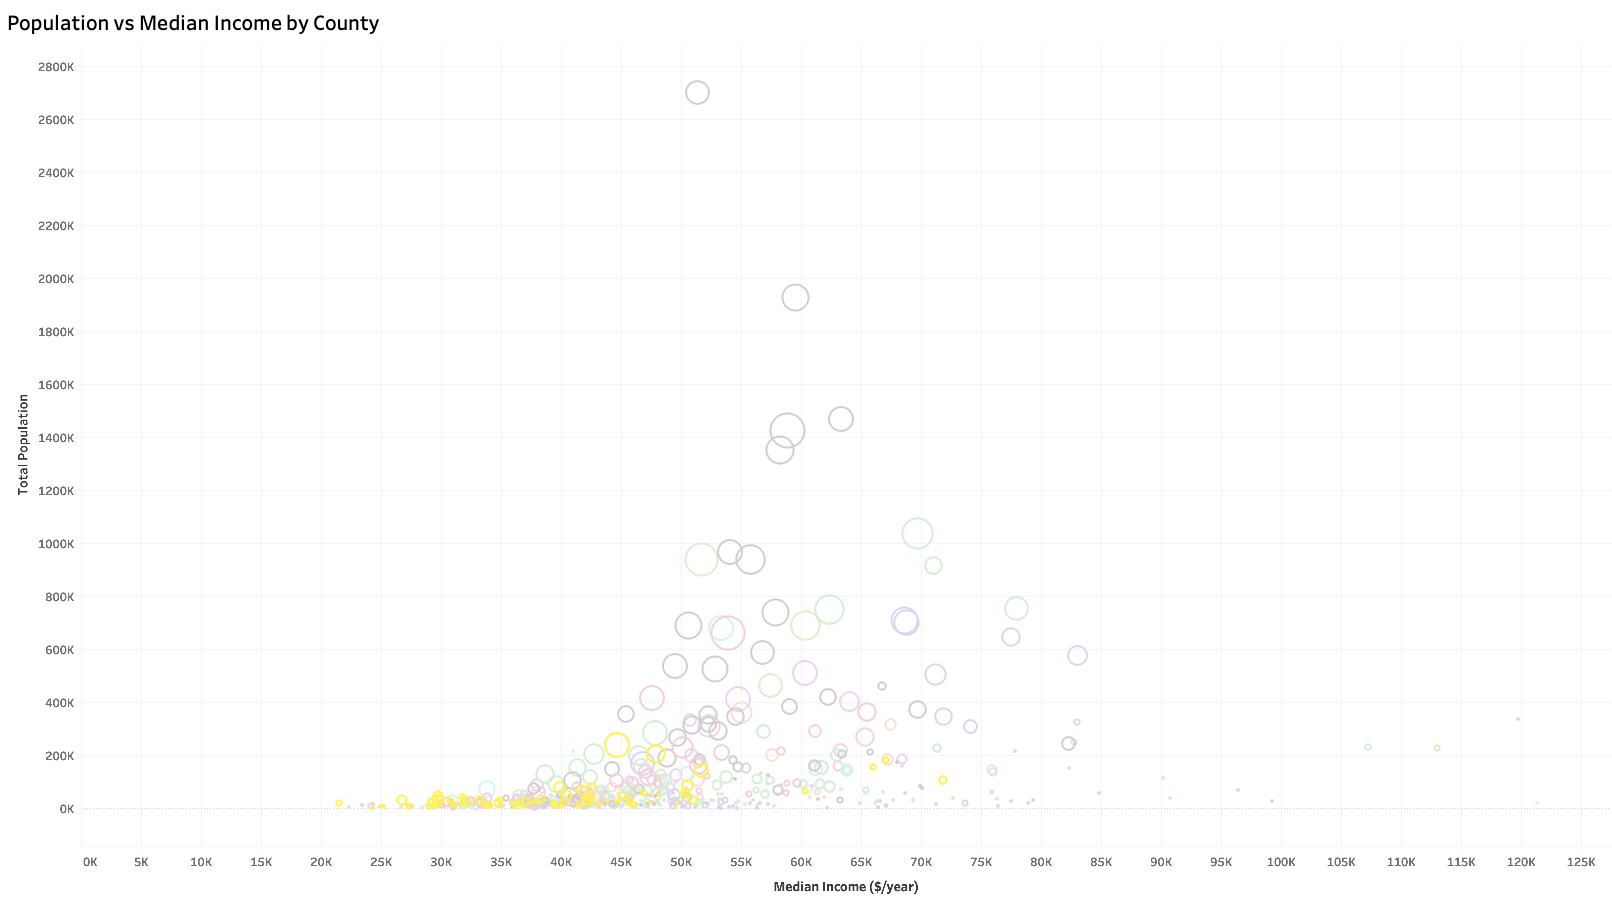 Population vs Median Income by County
2800K
2600K
2400K
2200K
2000K
1800K
1600K
1400K
1200K
1000K
800K
600K
400K
200K
0K
Total Population
0K 5K 10K 15K 20K 25K 30K 35K 40K 45K 50K 55K 60K 65K 70K 75K 80K 85K 90K 95K 100K 105K 110K 115K 120K 125K
Median Income ($/year)